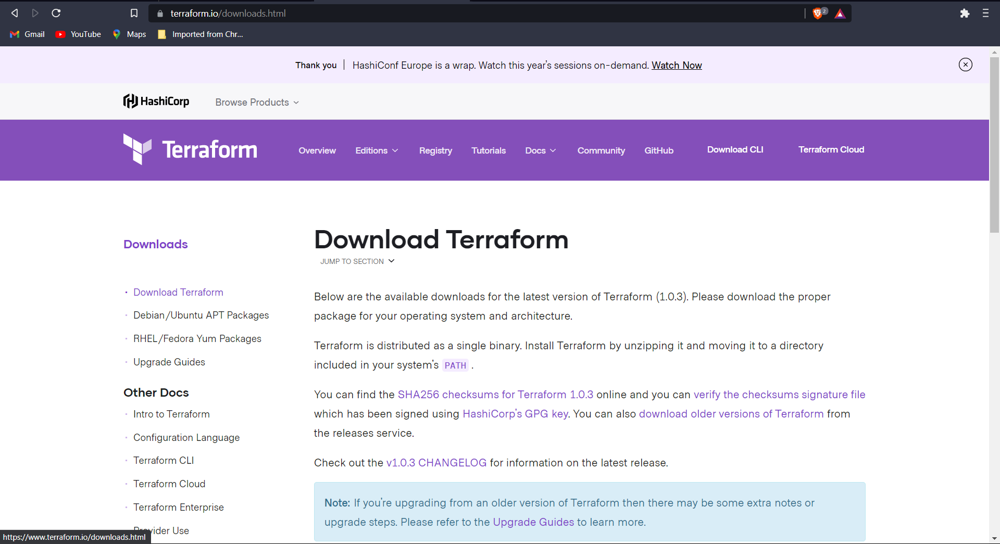 terraform.io/downloads.html
2
Gmail YouTube Maps Imported from Chr...
Thank you | HashiConf Europe is a wrap. Watch this year's sessions on-demand. Watch Now
HashiCorp Browse Products
Terraform Overview Editions Registry Tutorials Docs Community GitHub Download CLI Terraform Cloud
Downloads
Download Terraform
Debian/Ubuntu APT Packages
RHEL/Fedora Yum Packages
Upgrade Guides
Other Docs
Intro to Terraform
Configuration Language
Terraform CLI
Terraform Cloud
Terraform Enterprise
Provider Use
Download Terraform
JUMP TO SECTION
Below are the available downloads for the latest version of Terraform (1.0.3). Please download the proper
package for your operating system and architecture.
Terraform is distributed as a single binary. Install Terraform by unzipping it and moving it to a directory
included in your system's PATH .
You can find the SHA256 checksums for Terraform 1.0.3 online and you can verify the checksums signature file
which has been signed using HashiCorp's GPG key. You can also download older versions of Terraform from
the releases service.
Check out the v1.0.3 CHANGELOG for information on the latest release.
Note: If you're upgrading from an older version of Terraform then there may be some extra notes or
upgrade steps. Please refer to the Upgrade Guides to learn more.
https://www.terraform.io/downloads.html